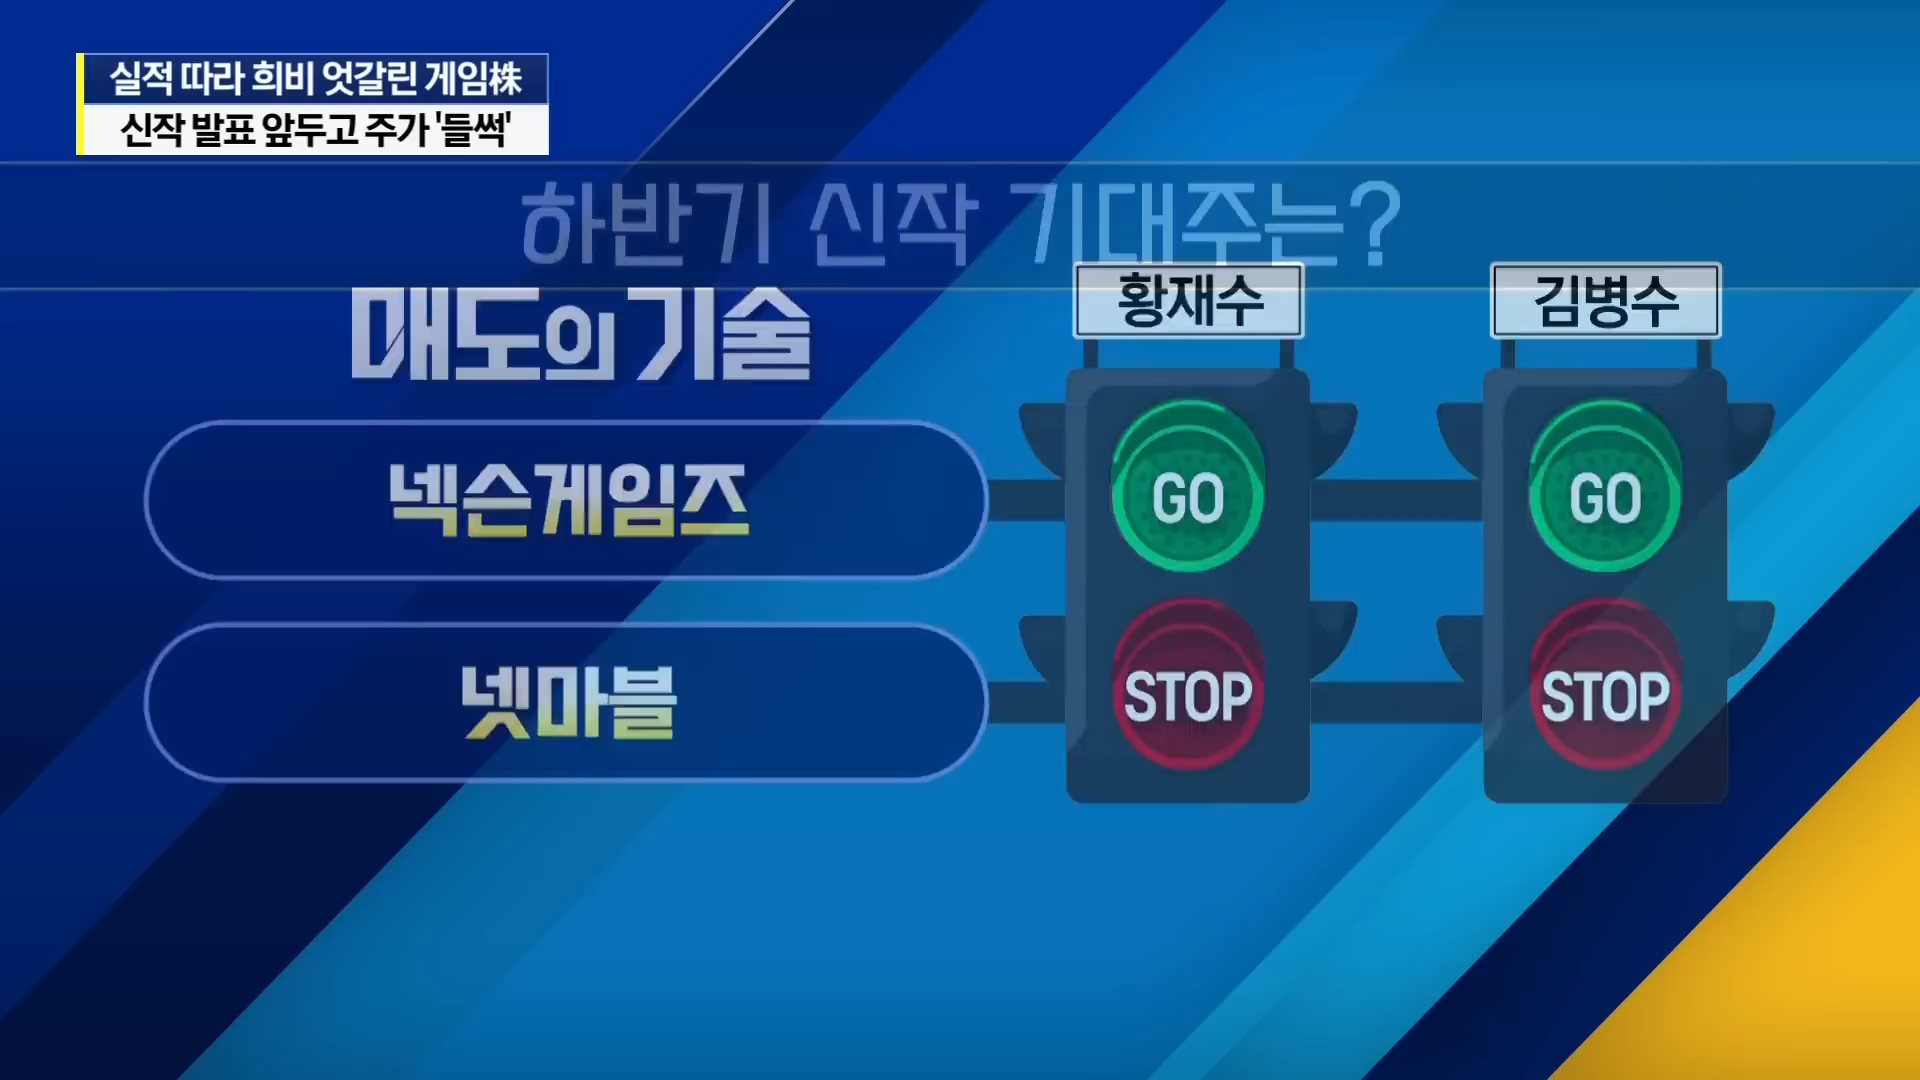 실적 따라 희비 엇갈린 게임株
신작 발표 앞두고 주가 '들썩'
하반기 신작 기대주는?
매도의 기술
황재수
김병수
넥슨게임즈
GO
GO
넷마블
STOP
STOP